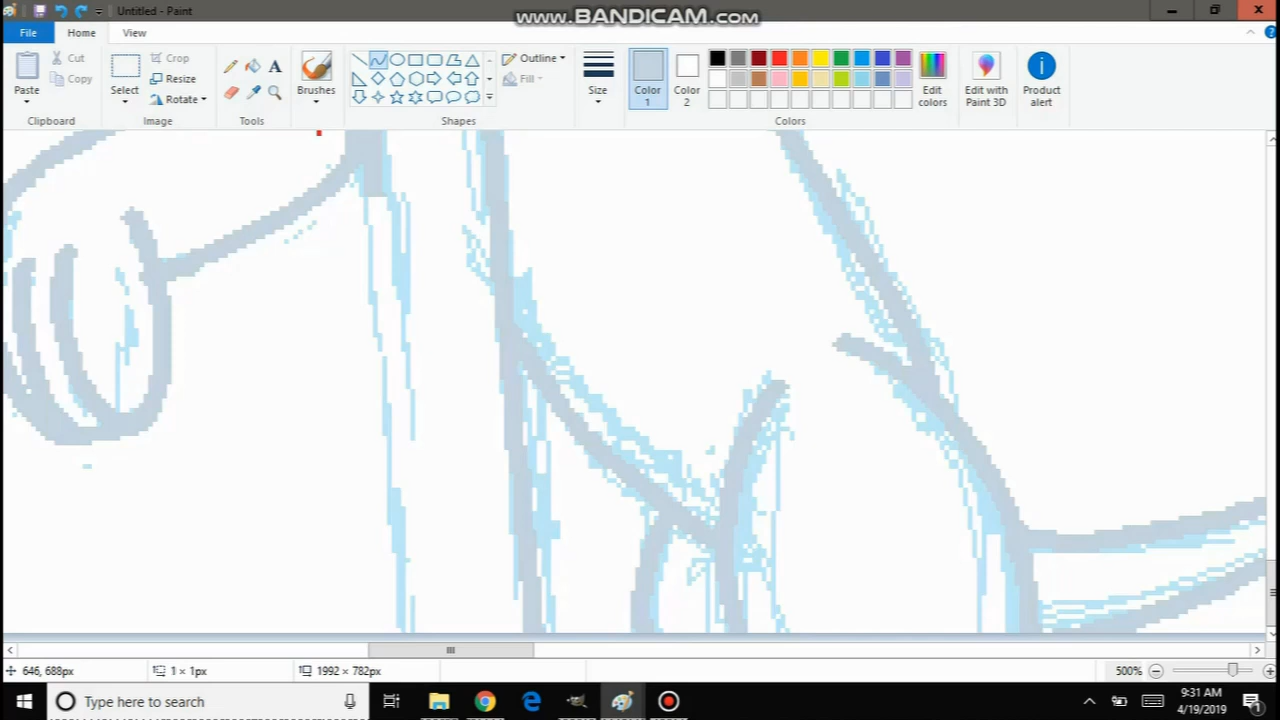 Untitled - Paint
www.BANDICAM.com
File Home View
Paste
Cut
Copy
Clipboard
Select
Crop
Resize
Rotate
Image
A
Tools
Brushes
Outline
Fill
Shapes
Size
Color 1
Color 2
Edit colors
Colors
Edit with Paint 3D
Product alert
646, 688px
1 × 1px
1992 × 782px
500%
Type here to search
9:31 AM
4/19/2019
1